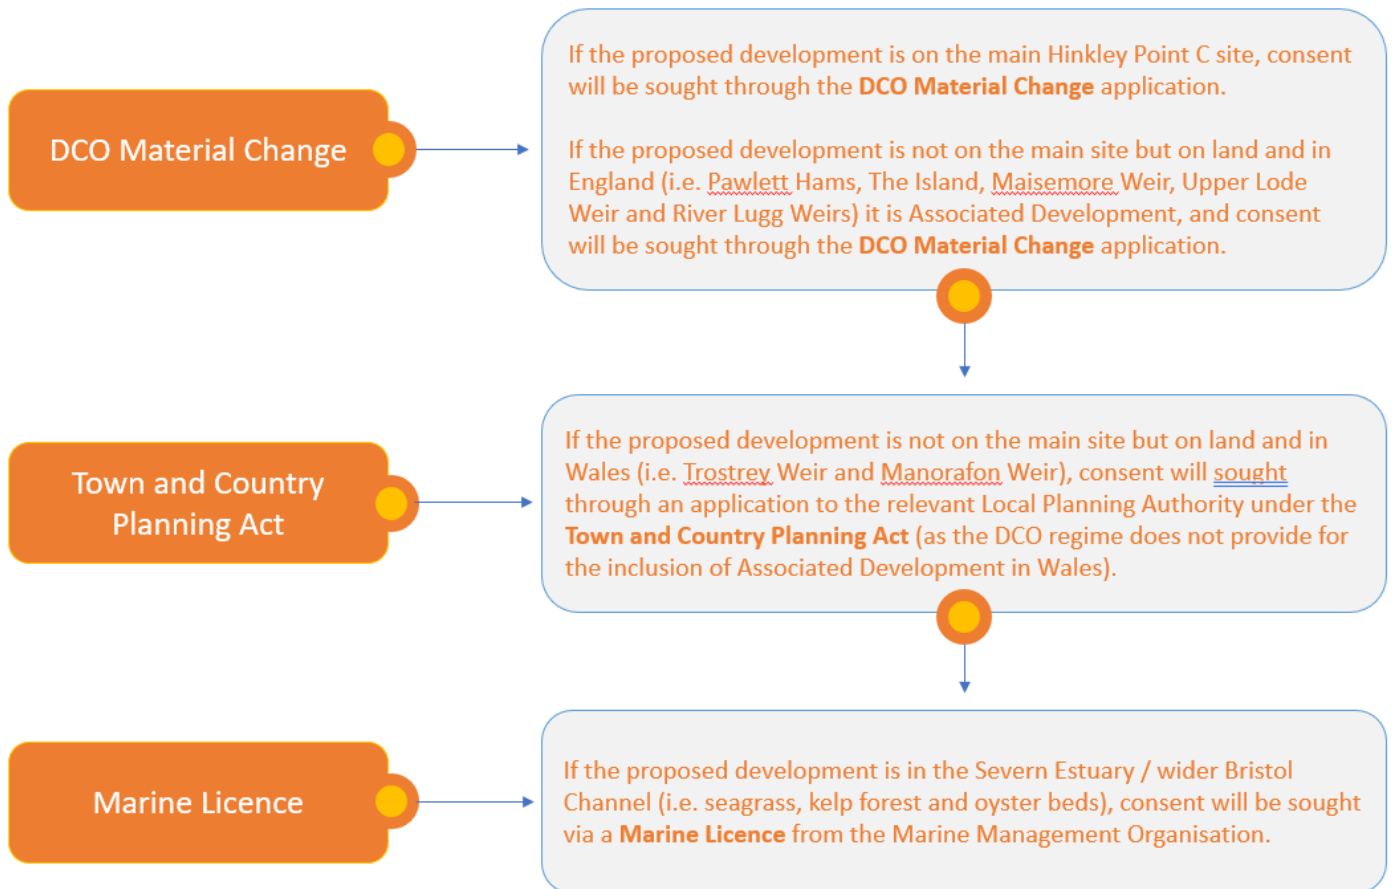 DCO Material Change
If the proposed development is on the main Hinkley Point C site, consent
will be sought through the DCO Material Change application.
If the proposed development is not on the main site but on land and in
England (i.e. Pawlett Hams, The Island, Maisemore Weir, Upper Lode
Weir and River Lugg Weirs) it is Associated Development, and consent
will be sought through the DCO Material Change application.
Town and Country
Planning Act
If the proposed development is not on the main site but on land and in
Wales (i.e. Trostrey Weir and Manorafon Weir), consent will sought
through an application to the relevant Local Planning Authority under the
Town and Country Planning Act (as the DCO regime does not provide for
the inclusion of Associated Development in Wales).
Marine Licence
If the proposed development is in the Severn Estuary / wider Bristol
Channel (i.e. seagrass, kelp forest and oyster beds), consent will be sought
via a Marine Licence from the Marine Management Organisation.